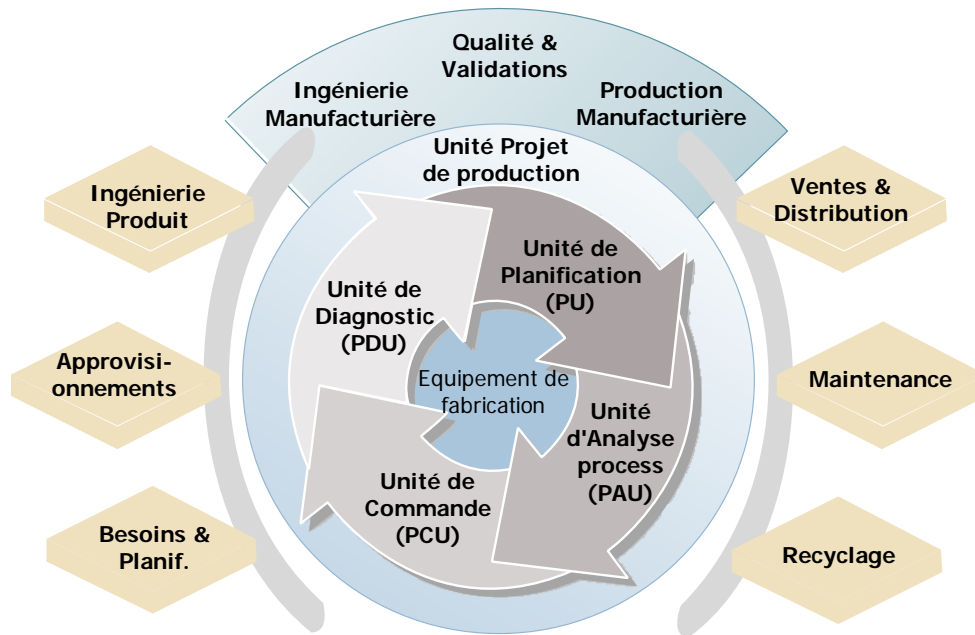 Qualité &
Validations
Ingénierie
Manufacturière
Production
Manufacturière
Unité Projet
de production
Ingénierie
Produit
Ventes &
Distribution
Unité de
Planification
(PU)
Unité de
Diagnostic
(PDU)
Approvisi-
onnements
Equipement de
fabrication
Maintenance
Unité
d'Analyse
process
(PAU)
Unité de
Commande
(PCU)
Besoins &
Planif.
Recyclage